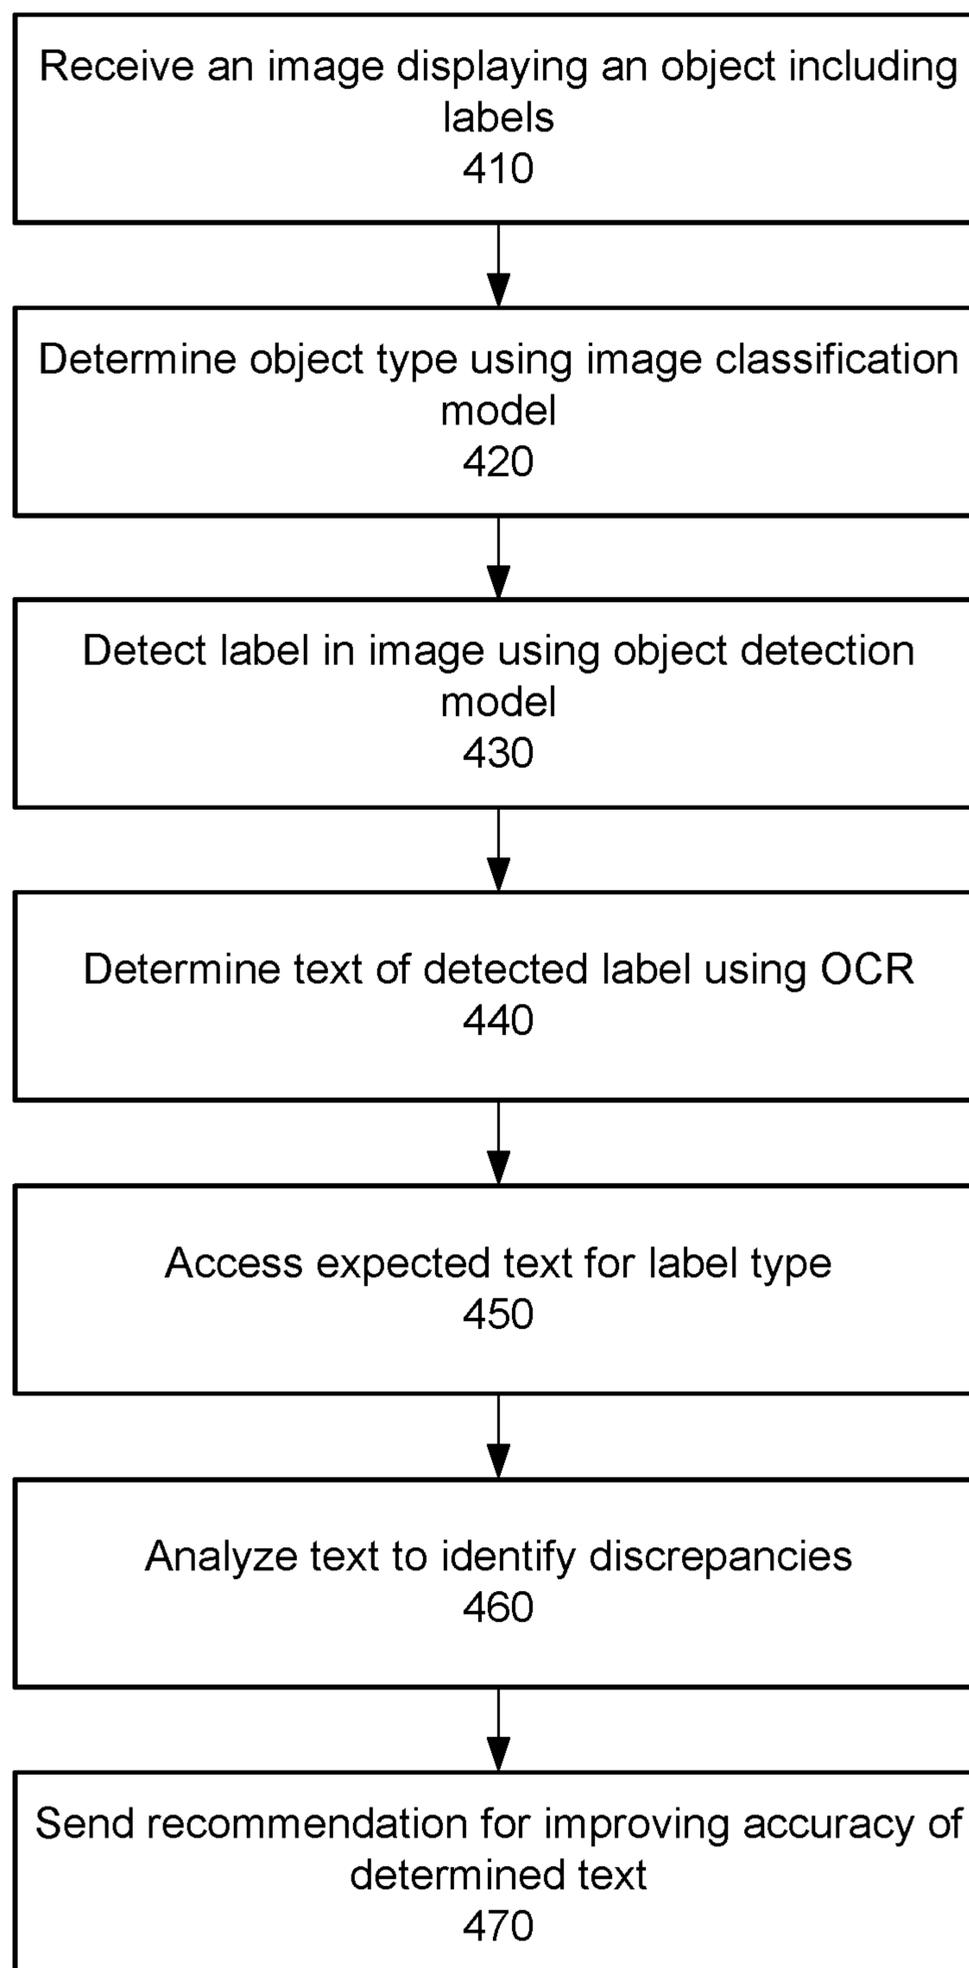 Receive an image displaying an object including
labels
410
Determine object type using image classification
model
420
Detect label in image using object detection
model
430
Determine text of detected label using OCR
440
Access expected text for label type
450
Analyze text to identify discrepancies
460
Send recommendation for improving accuracy of
determined text
470